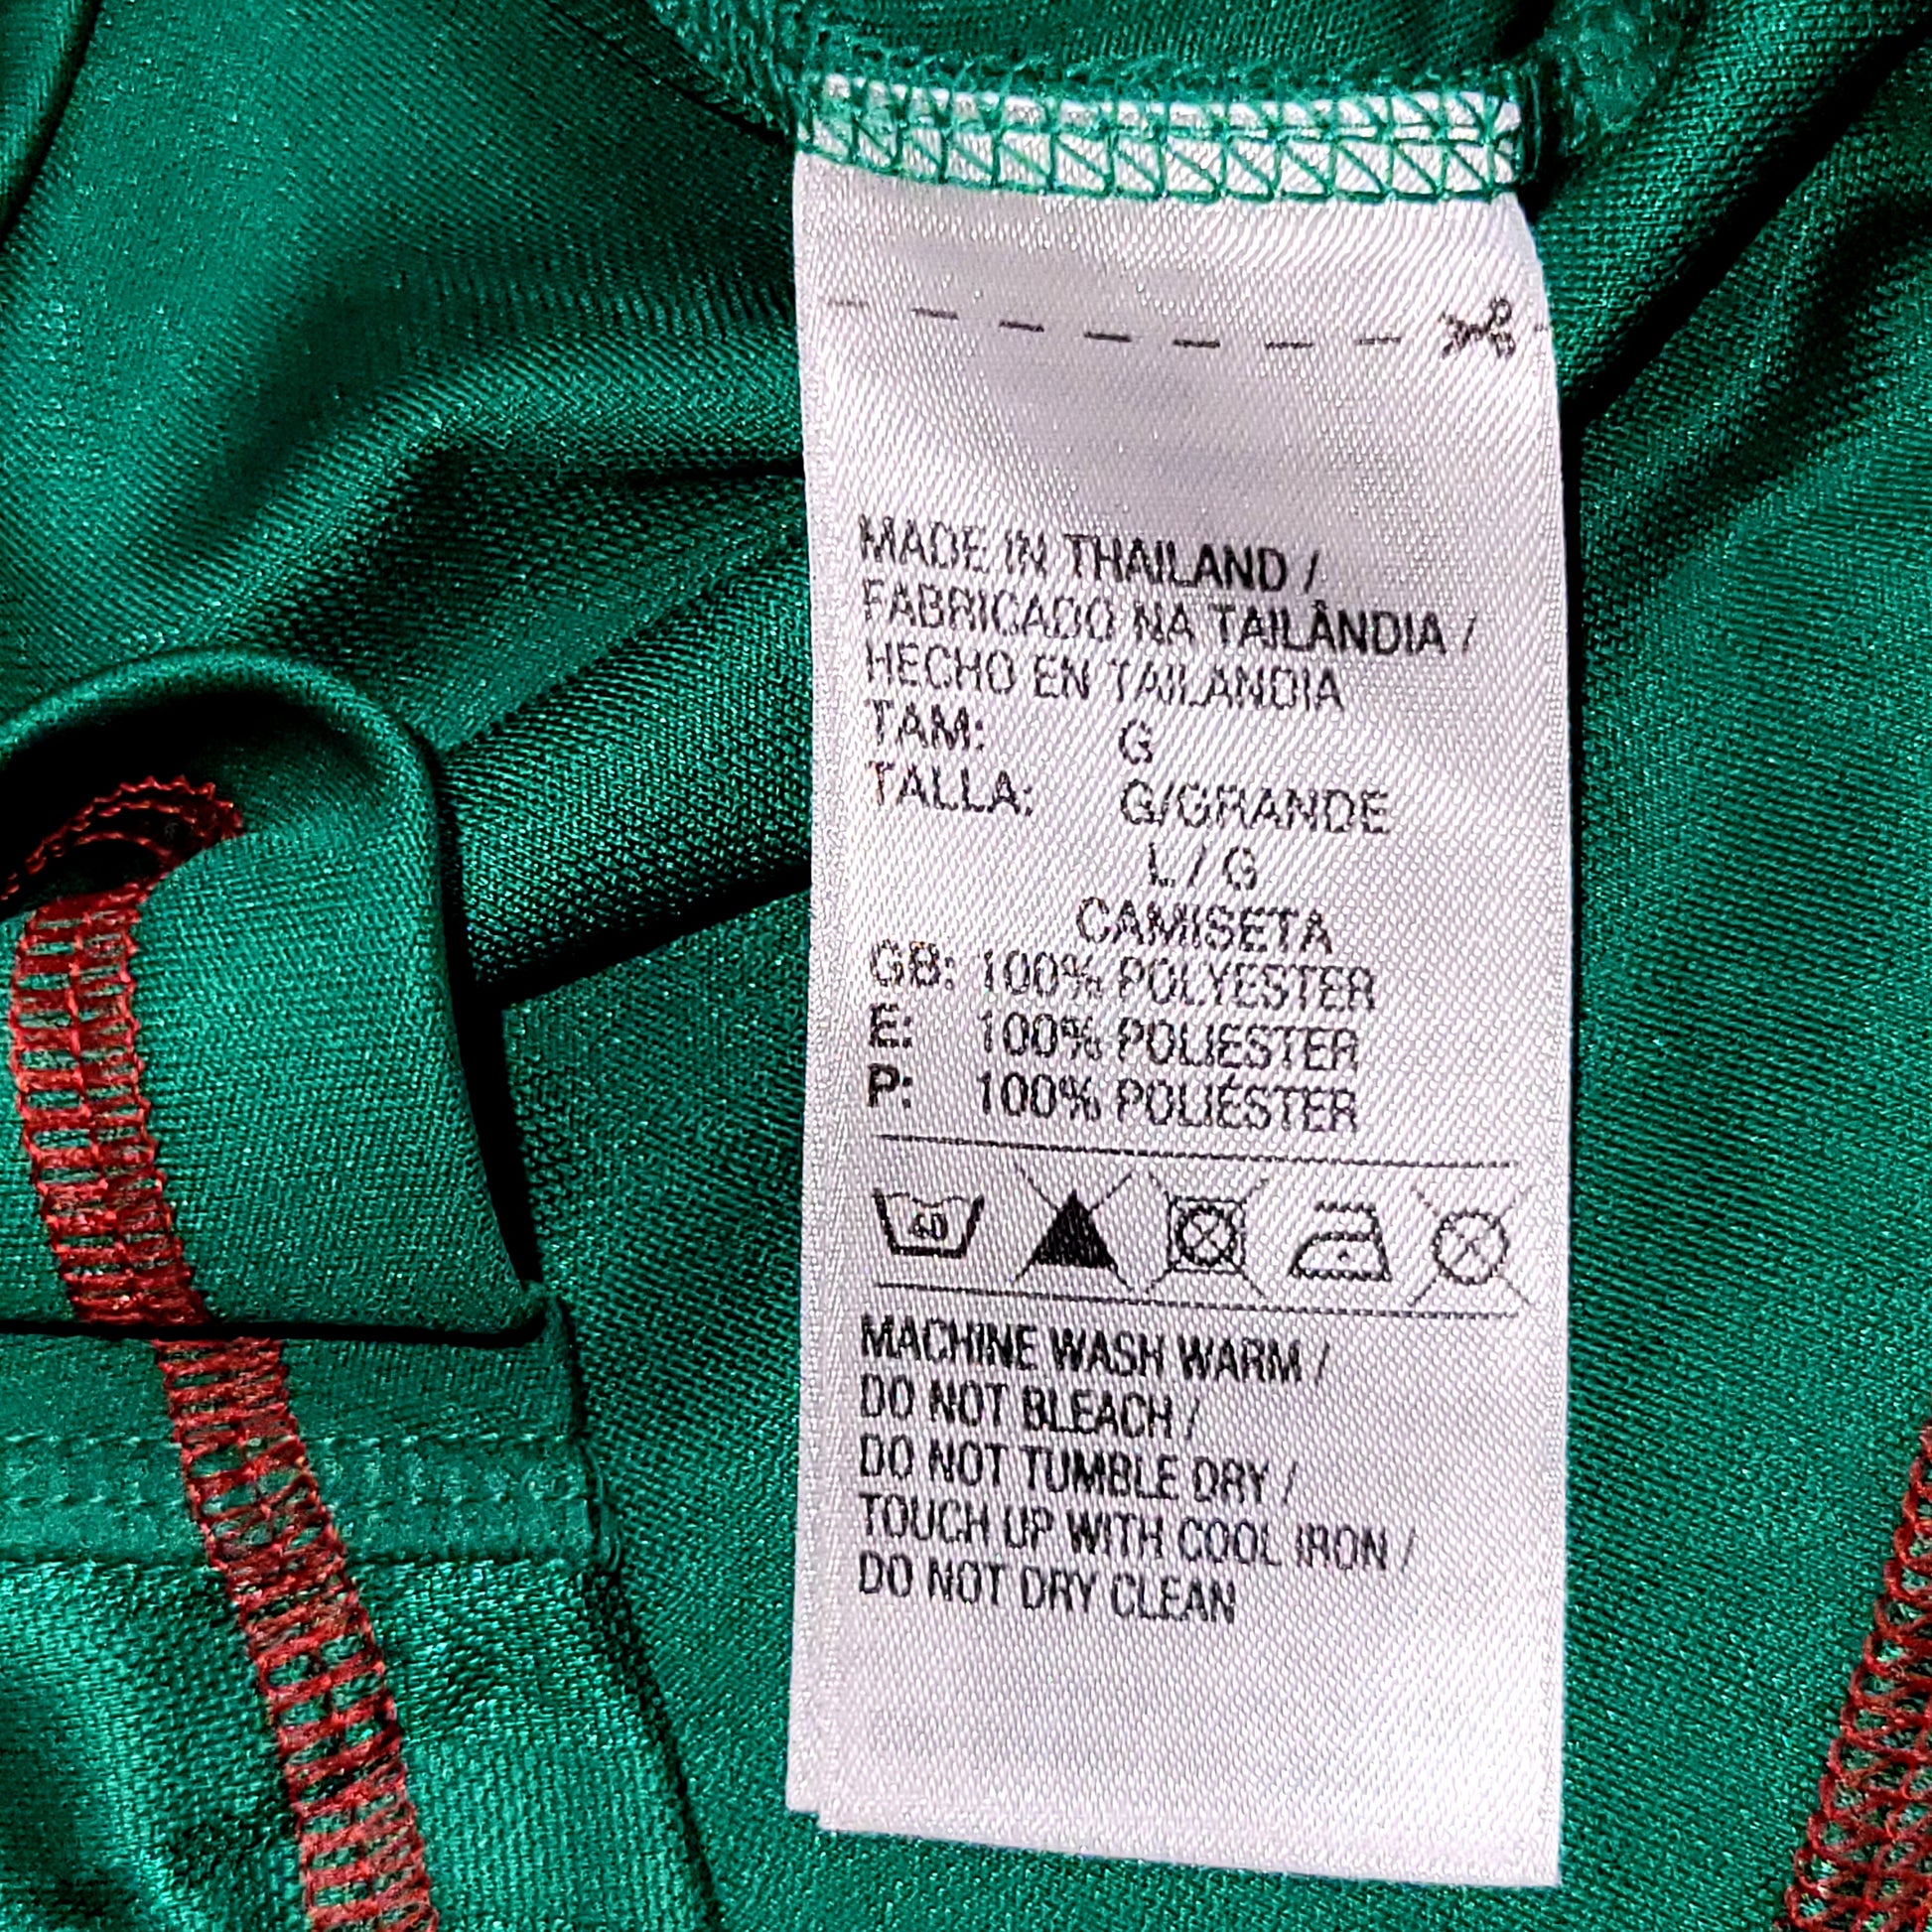 MADE IN THAILAND /
FABRICADO NA TAILÂNDIA /
HECHO EN TAILANDIA
TAM: G
TALLA: G/GRANDE
L / G
CAMISETA
GB: 100% POLYESTER
E: 100% POLIESTER
P: 100% POLIÉSTER
40
MACHINE WASH WARM /
DO NOT BLEACH /
DO NOT TUMBLE DRY /
TOUCH UP WITH COOL IRON /
DO NOT DRY CLEAN